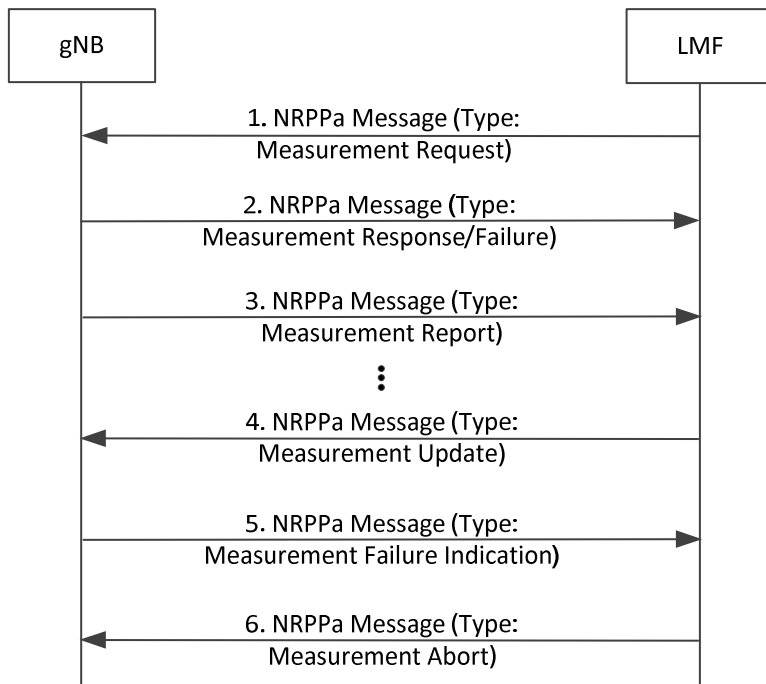 gNB
LMF
1. NRPPa Message (Type:
Measurement Request)
2. NRPPa Message (Type:
Measurement Response/Failure)
3. NRPPa Message (Type:
Measurement Report)
4. NRPPa Message (Type:
Measurement Update)
5. NRPPa Message (Type:
Measurement Failure Indication)
6. NRPPa Message (Type:
Measurement Abort)